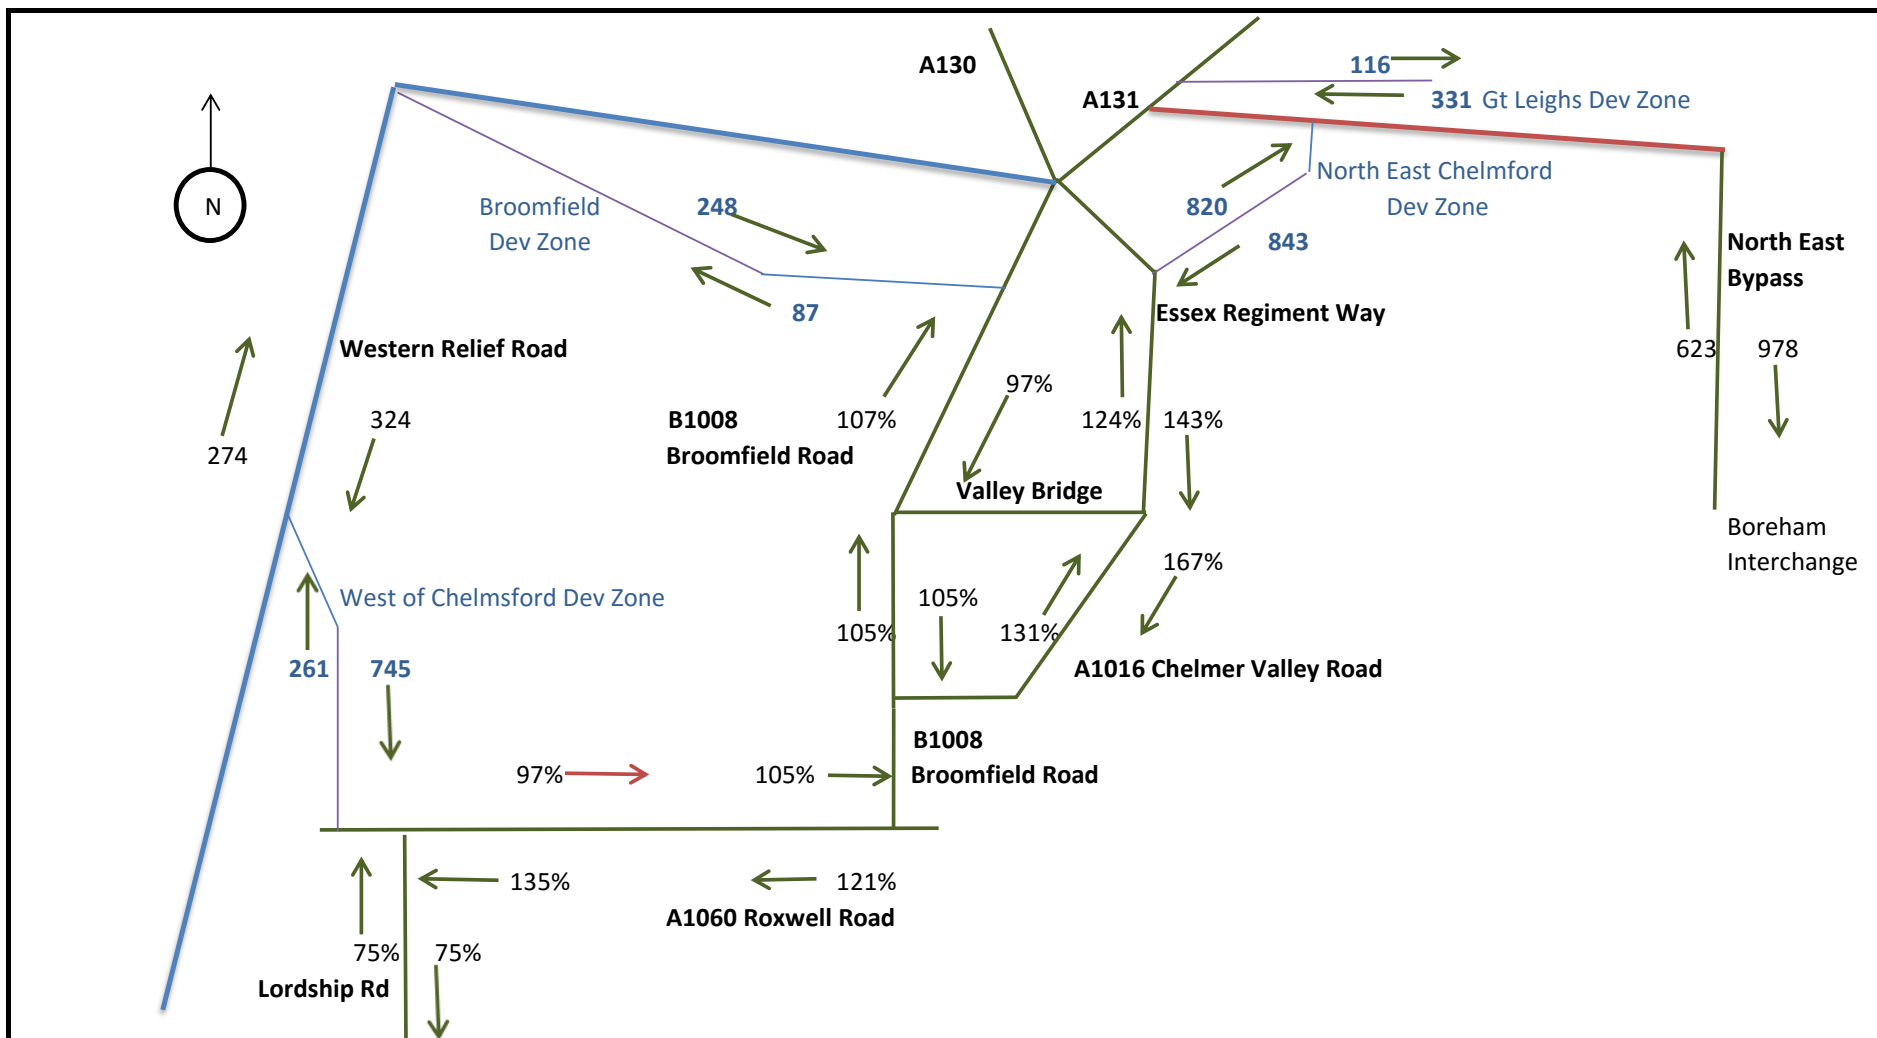 A130
116
A131
331 Gt Leighs Dev Zone
North East Chelmford
Dev Zone
N
Broomfield
Dev Zone
248
820
843
87
North East
Bypass
Essex Regiment Way
Western Relief Road
623
978
97%
324
274
B1008
Broomfield Road
107%
124%
143%
Valley Bridge
Boreham
Interchange
167%
West of Chelmsford Dev Zone
105%
105%
131%
261
745
A1016 Chelmer Valley Road
B1008
Broomfield Road
97%
105%
135%
121%
A1060 Roxwell Road
75%
75%
Lordship Rd